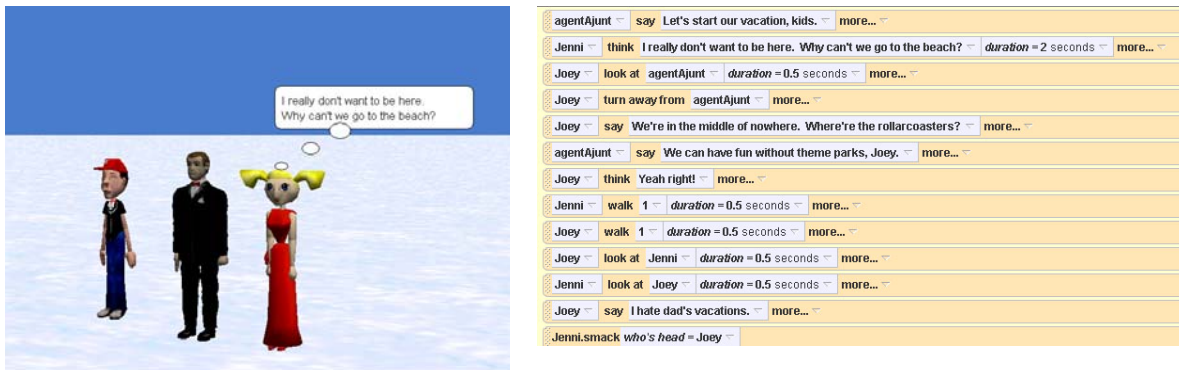 I really don't want to be here.
Why can't we go to the beach?
agentAjunt say Let's start our vacation, kids. more...
Jenni think I really don't want to be here. Why can't we go to the beach? duration = 2 seconds more...
Joey look at agentAjunt duration = 0.5 seconds more...
Joey turn away from agentAjunt more...
Joey say We're in the middle of nowhere. Where're the rollarcoasters? more...
agentAjunt say We can have fun without theme parks, Joey. more...
Joey think Yeah right! more...
Jenni walk 1 duration = 0.5 seconds more...
Joey walk 1 duration = 0.5 seconds more...
Joey look at Jenni duration = 0.5 seconds more...
Jenni look at Joey duration = 0.5 seconds more...
Joey say I hate dad's vacations. more...
Jenni.smack who's head = Joey